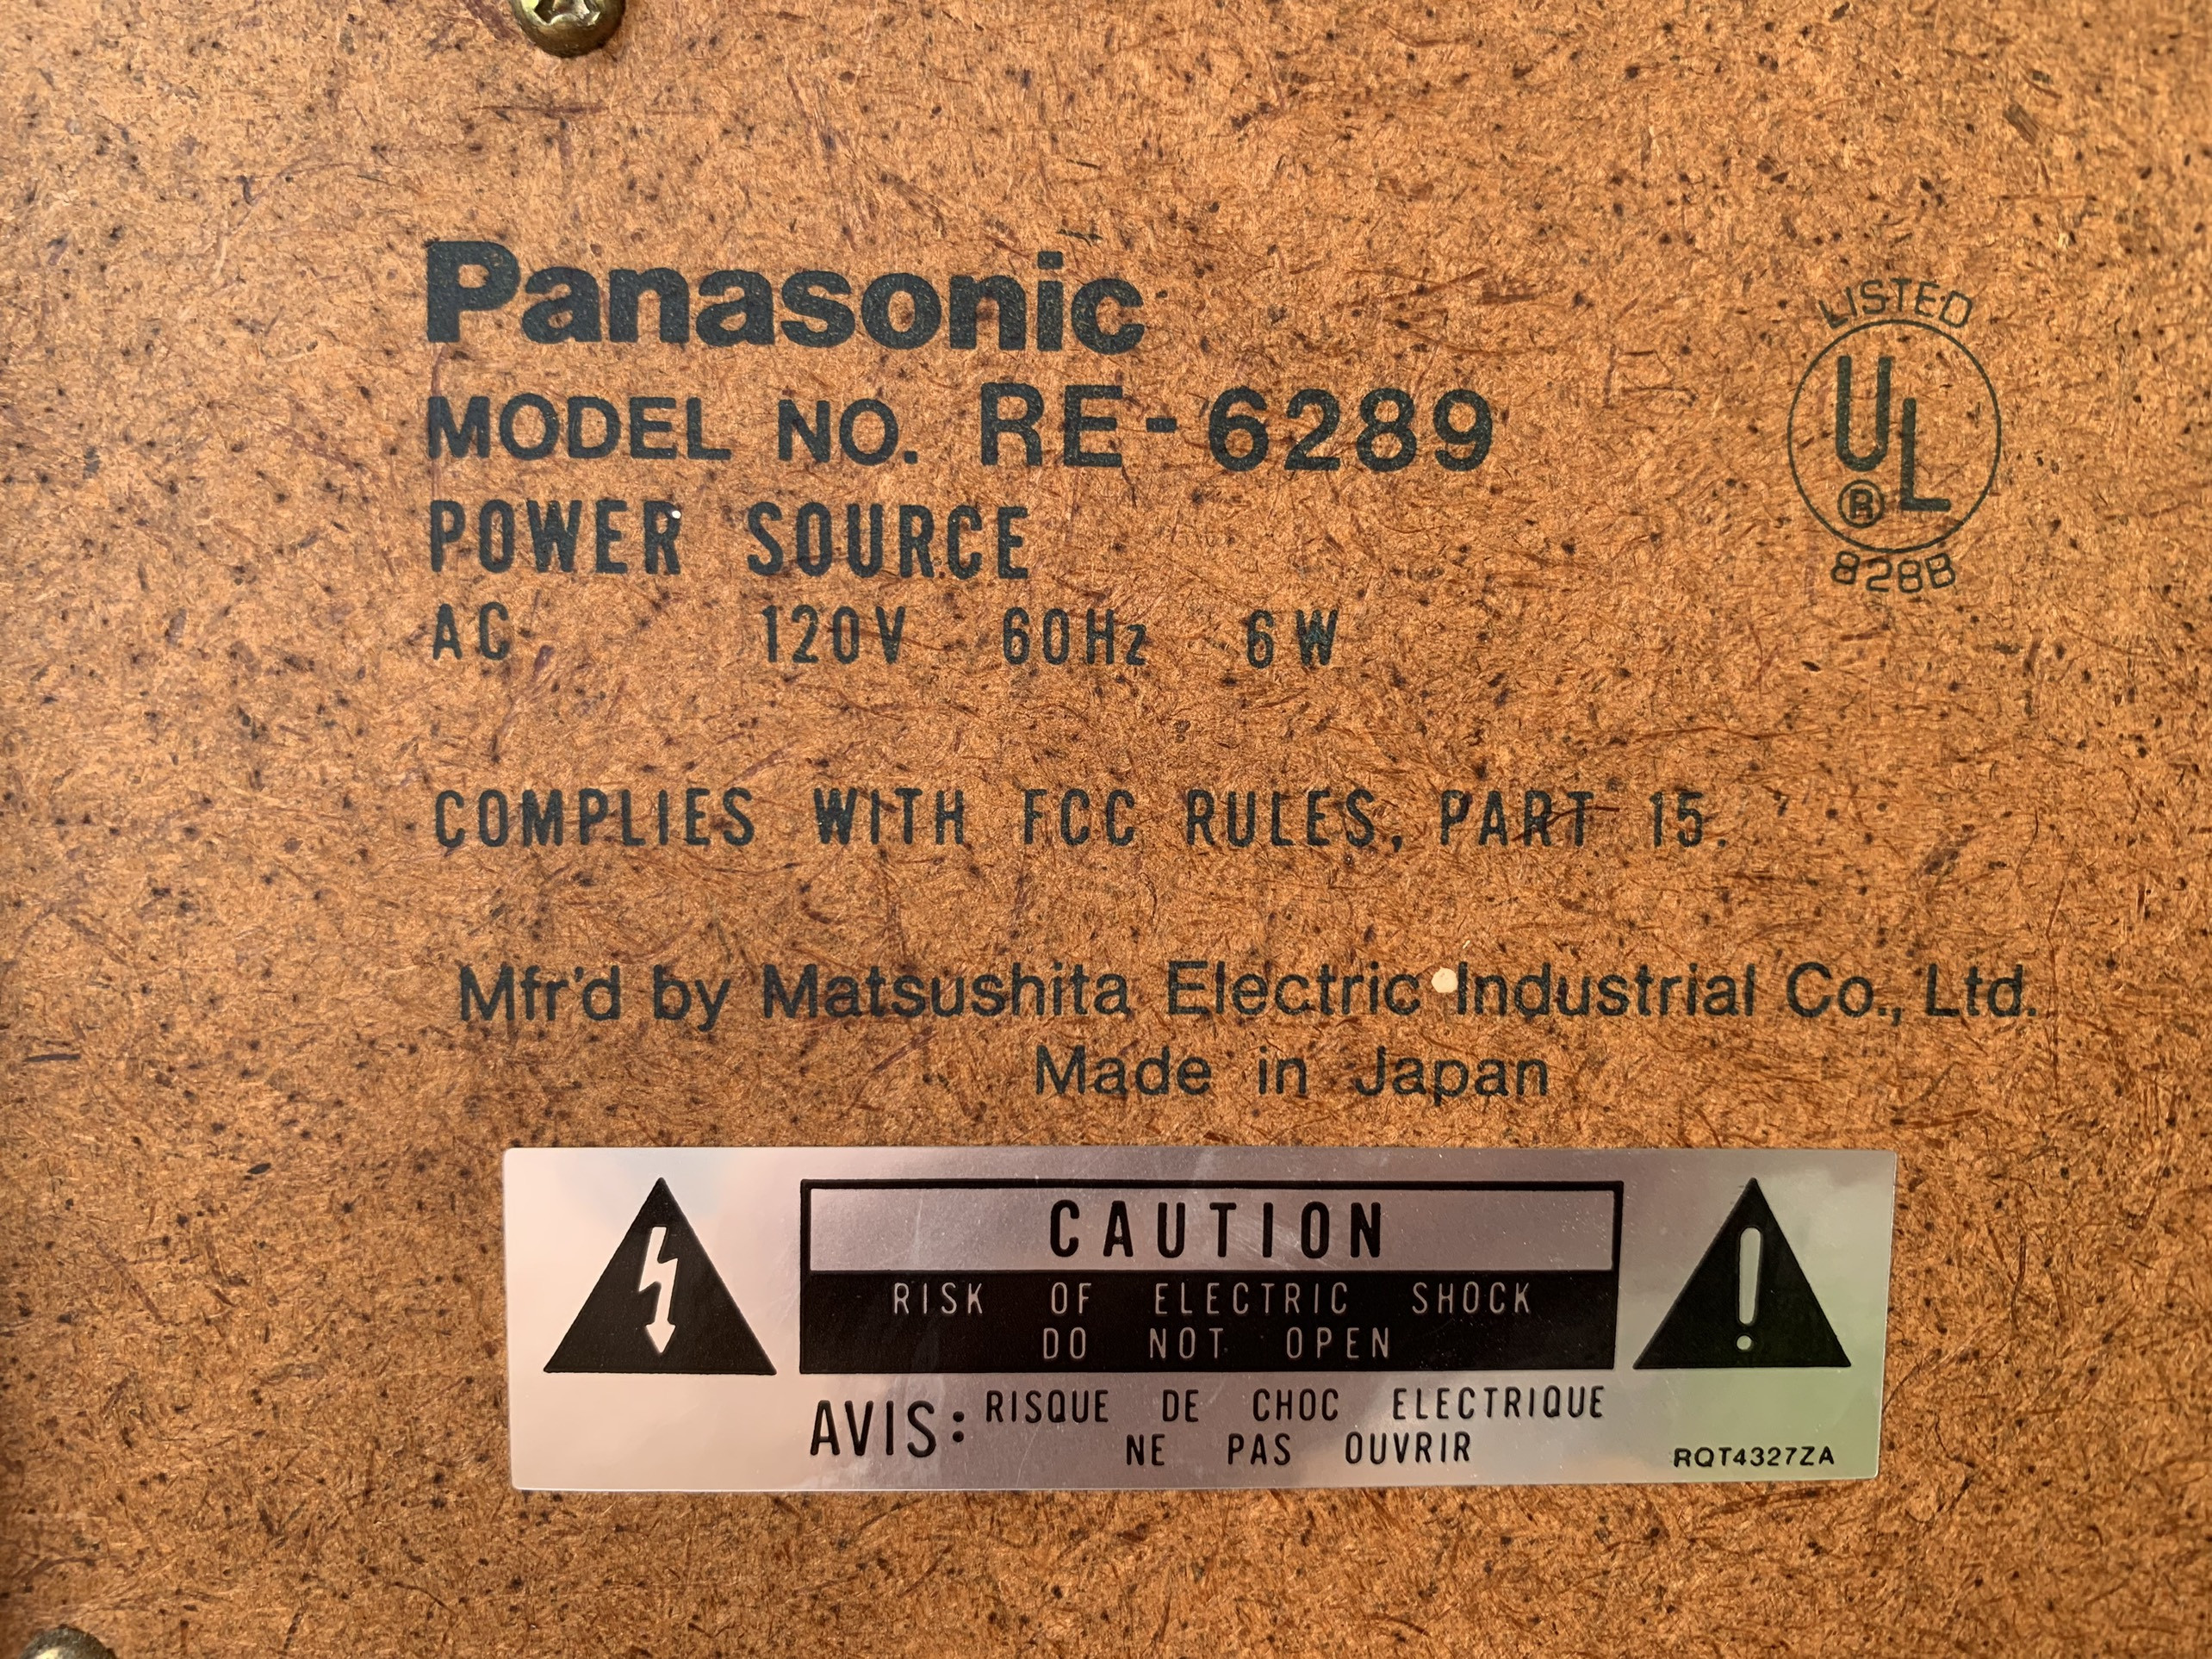 Panasonic
MODEL NO. RE-6289
POWER SOURCE
AC 120V 60Hz 6W
LISTED
UL
®
828B
COMPLIES WITH FCC RULES, PART 15.
Mfr'd by Matsushita Electric Industrial Co., Ltd.
Made in Japan
CAUTION
RISK OF ELECTRIC SHOCK
DO NOT OPEN
AVIS: RISQUE DE CHOC ELECTRIQUE
NE PAS OUVRIR
RQT4327ZA